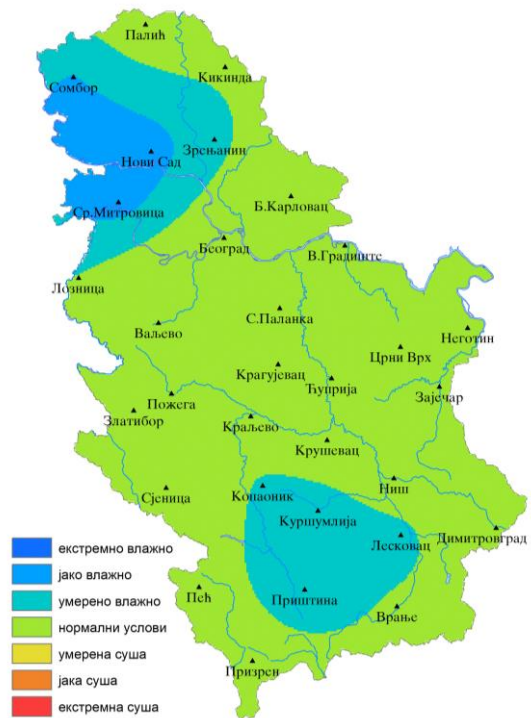 Палић
Кикинда
Сомбор
Зрењанин
Нови Сад
Ср.Митровица
Б.Карловац
Београд
В.Градиште
Лозница
С.Паланка
Ваљево
Неготин
Црни Врх
Крагујевац
Ћуприја
Зајечар
Пожега
Златибор
Краљево
Крушевац
Ниш
Сјеница
Копаоник
Куршумлија
Димитровград
Лесковац
Пећ
Приштина
Врање
Призрен
екстремно влажно
јако влажно
умерено влажно
нормални услови
умерена суша
јака суша
екстремна суша